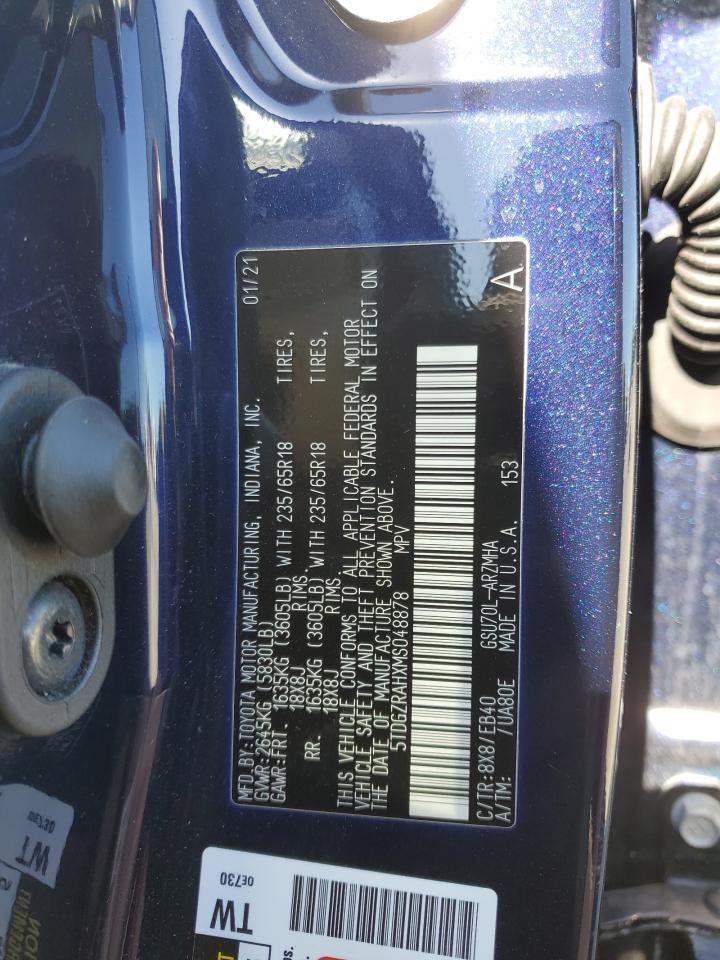 MFD. BY: TOYOTA MOTOR MANUFACTURING, INDIANA, INC. 01/21
GVWR: 2645KG (5830LB)
GAWR: FRT. 1635KG (3605LB) WITH 235/65R18 TIRES,
18X8J RIMS
RR. 1635KG (3605LB) WITH 235/65R18 TIRES,
18X8J RIMS
THIS VEHICLE CONFORMS TO ALL APPLICABLE FEDERAL MOTOR
VEHICLE SAFETY AND THEFT PREVENTION STANDARDS IN EFFECT ON
THE DATE OF MANUFACTURE SHOWN ABOVE.
5TDGZRAHXMS048878 MPV
C/TR: 8X8/EB40 GSU70L-ARZMHA
A/TM: /UA80E MADE IN U.S.A. 153 A
TW
0E730
WT
0E730